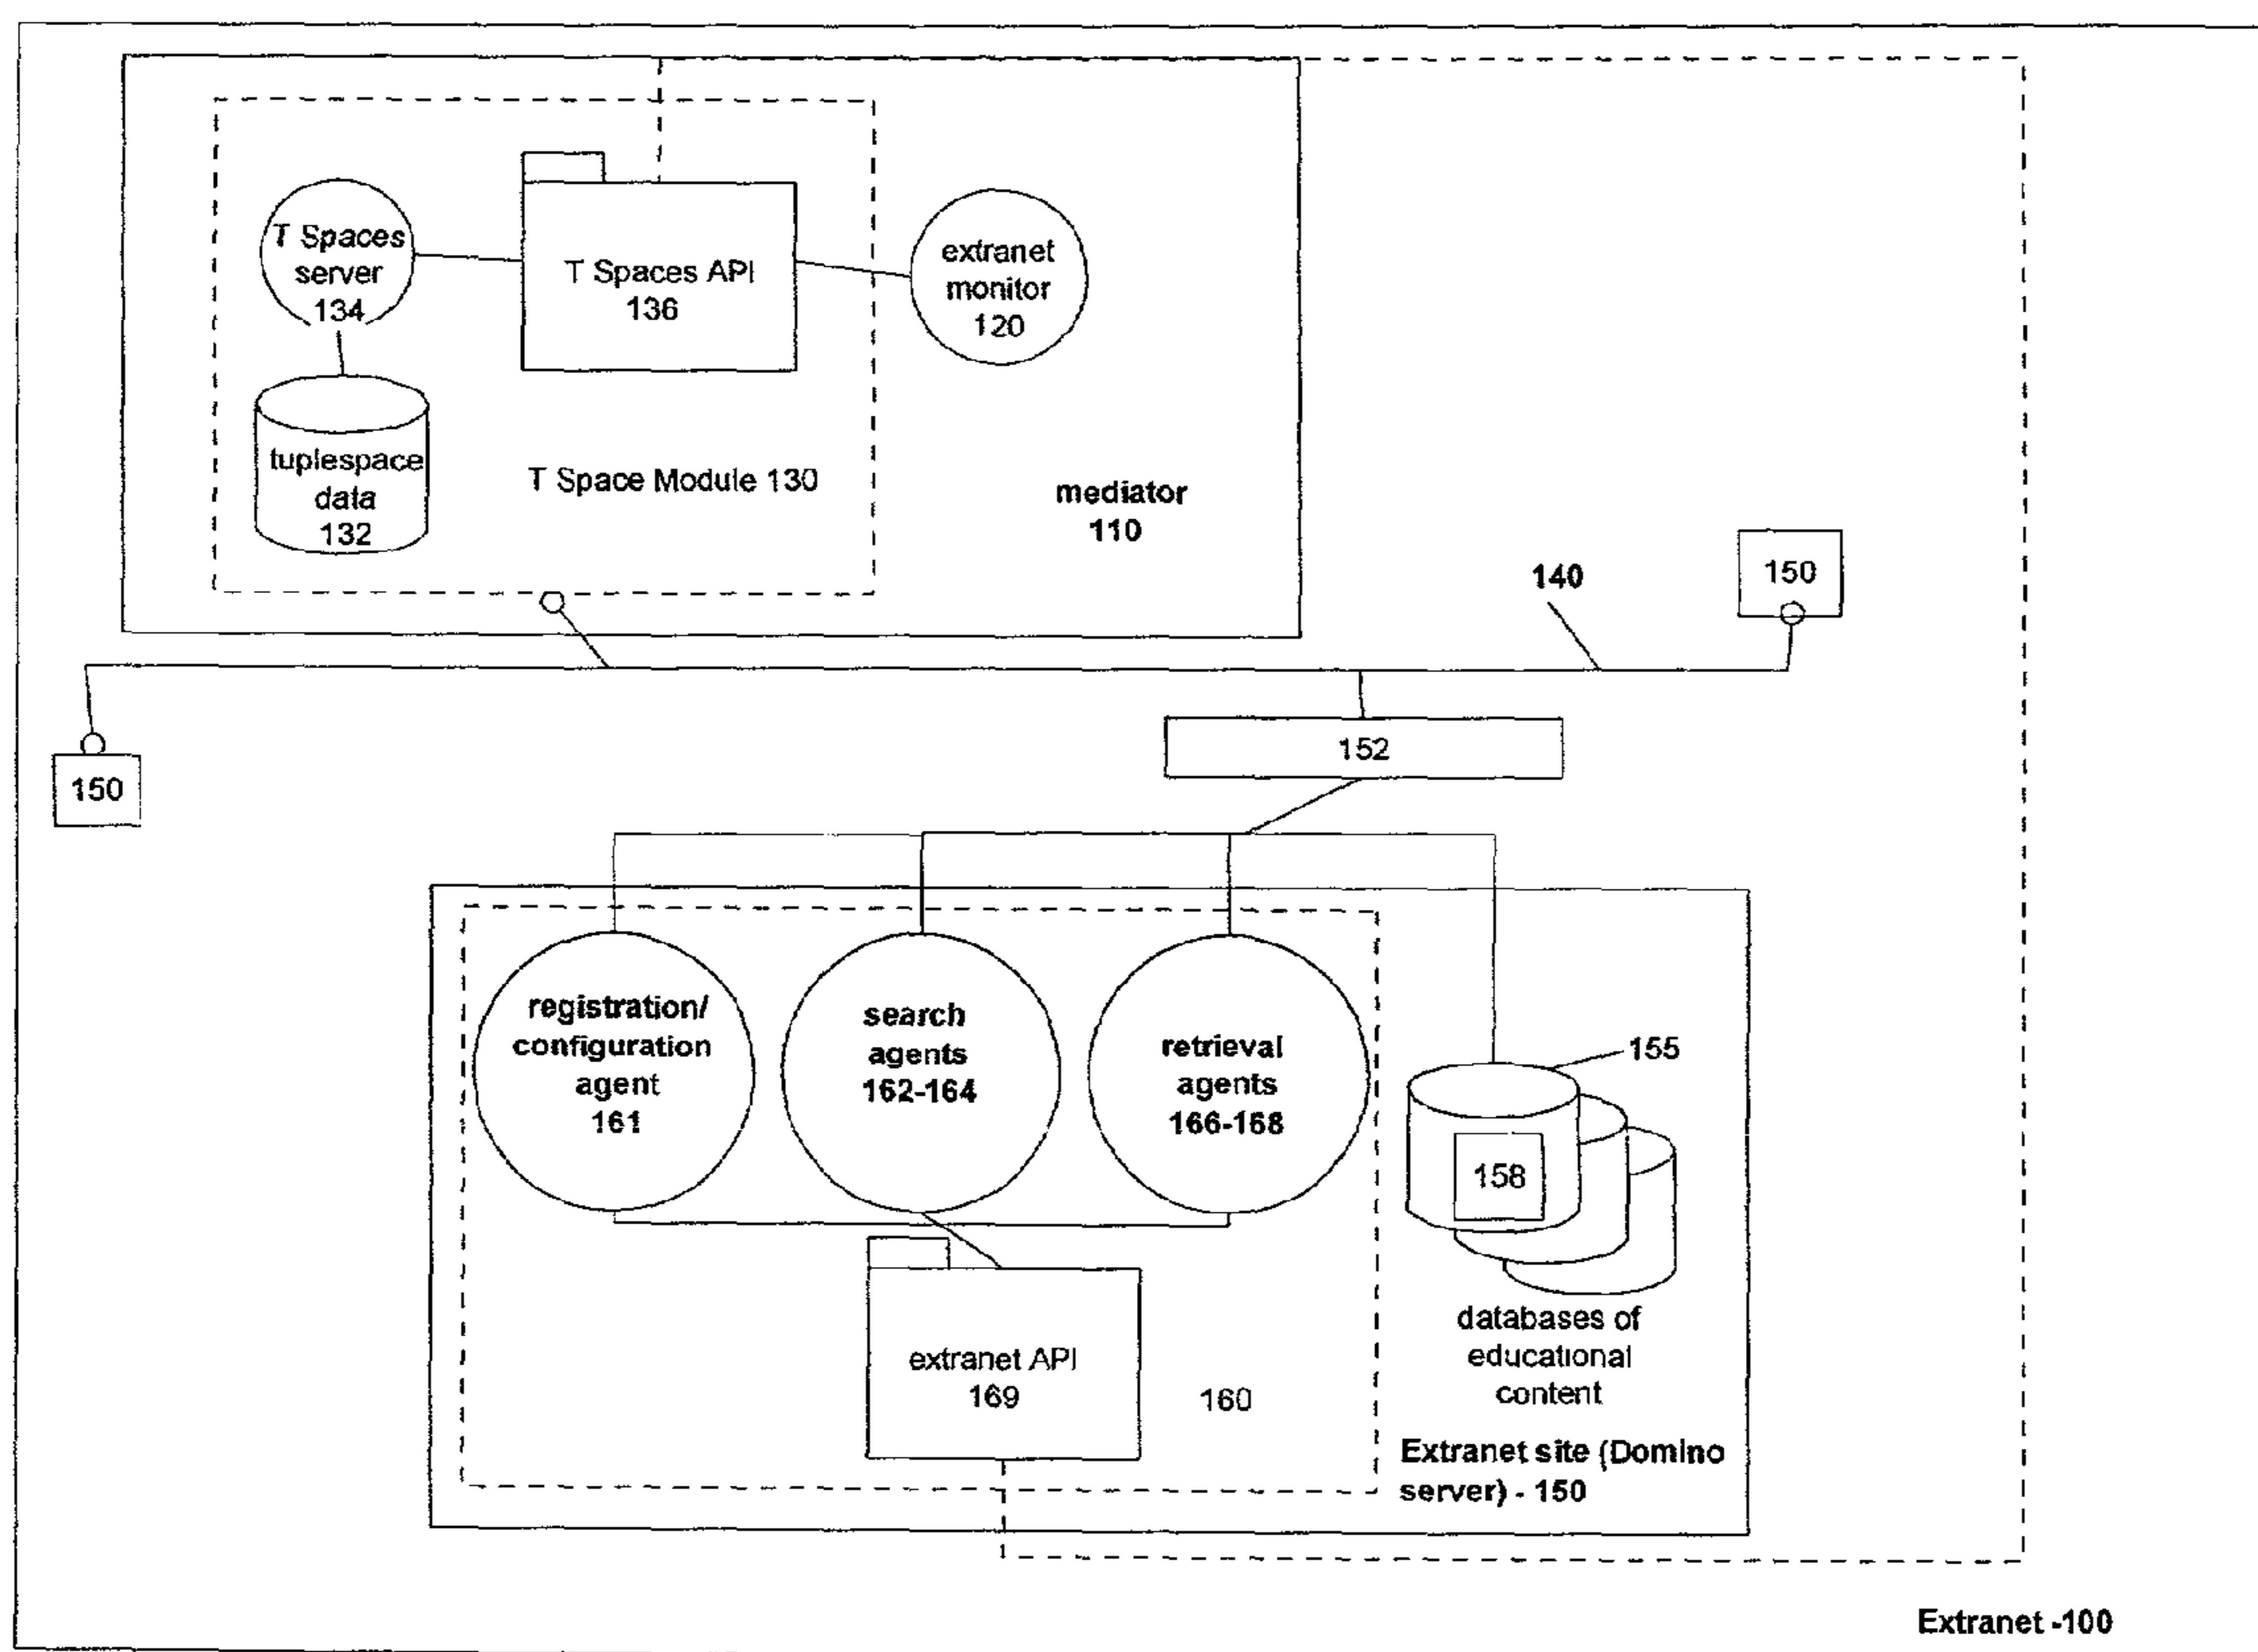 T Spaces
server
134
T Spaces API
136
extranet
monitor
120
tuplespace
data
132
T Space Module 130
mediator
110
140
150
152
150
registration/
configuration
agent
161
search
agents
162-164
retrieval
agents
166-168
155
158
databases of
educational
content
extranet API
169
160
Extranet site (Domino
server) - 150
Extranet -100